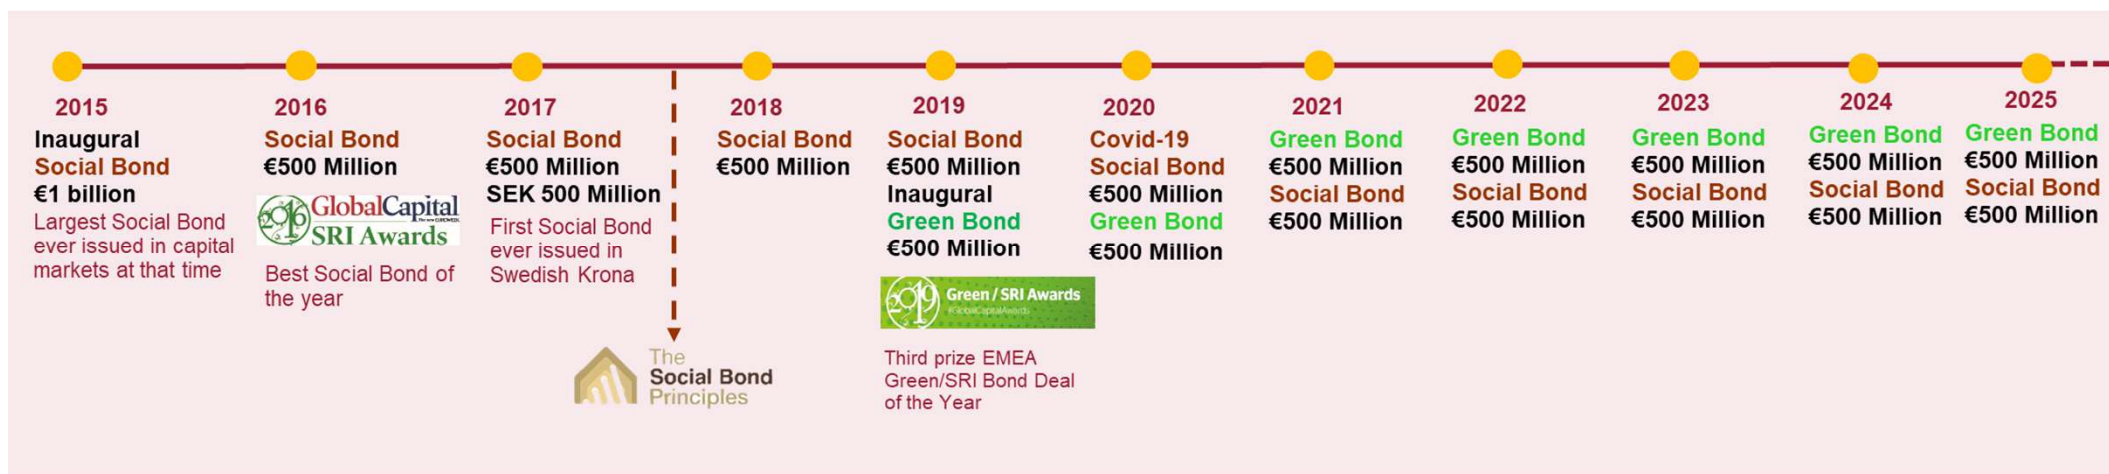 2015
Inaugural
Social Bond
€1 billion
Largest Social Bond
ever issued in capital
markets at that time
2016
Social Bond
€500 Million
2016 GlobalCapital
SRI Awards
Best Social Bond of
the year
2017
Social Bond
€500 Million
SEK 500 Million
First Social Bond
ever issued in
Swedish Krona
The
Social Bond
Principles
2018
Social Bond
€500 Million
2019
Social Bond
€500 Million
Inaugural
Green Bond
€500 Million
2019 Green / SRI Awards
#GlobalCapitalAwards
Third prize EMEA
Green/SRI Bond Deal
of the Year
2020
Covid-19
Social Bond
€500 Million
Green Bond
€500 Million
2021
Green Bond
€500 Million
Social Bond
€500 Million
2022
Green Bond
€500 Million
Social Bond
€500 Million
2023
Green Bond
€500 Million
Social Bond
€500 Million
2024
Green Bond
€500 Million
Social Bond
€500 Million
2025
Green Bond
€500 Million
Social Bond
€500 Million